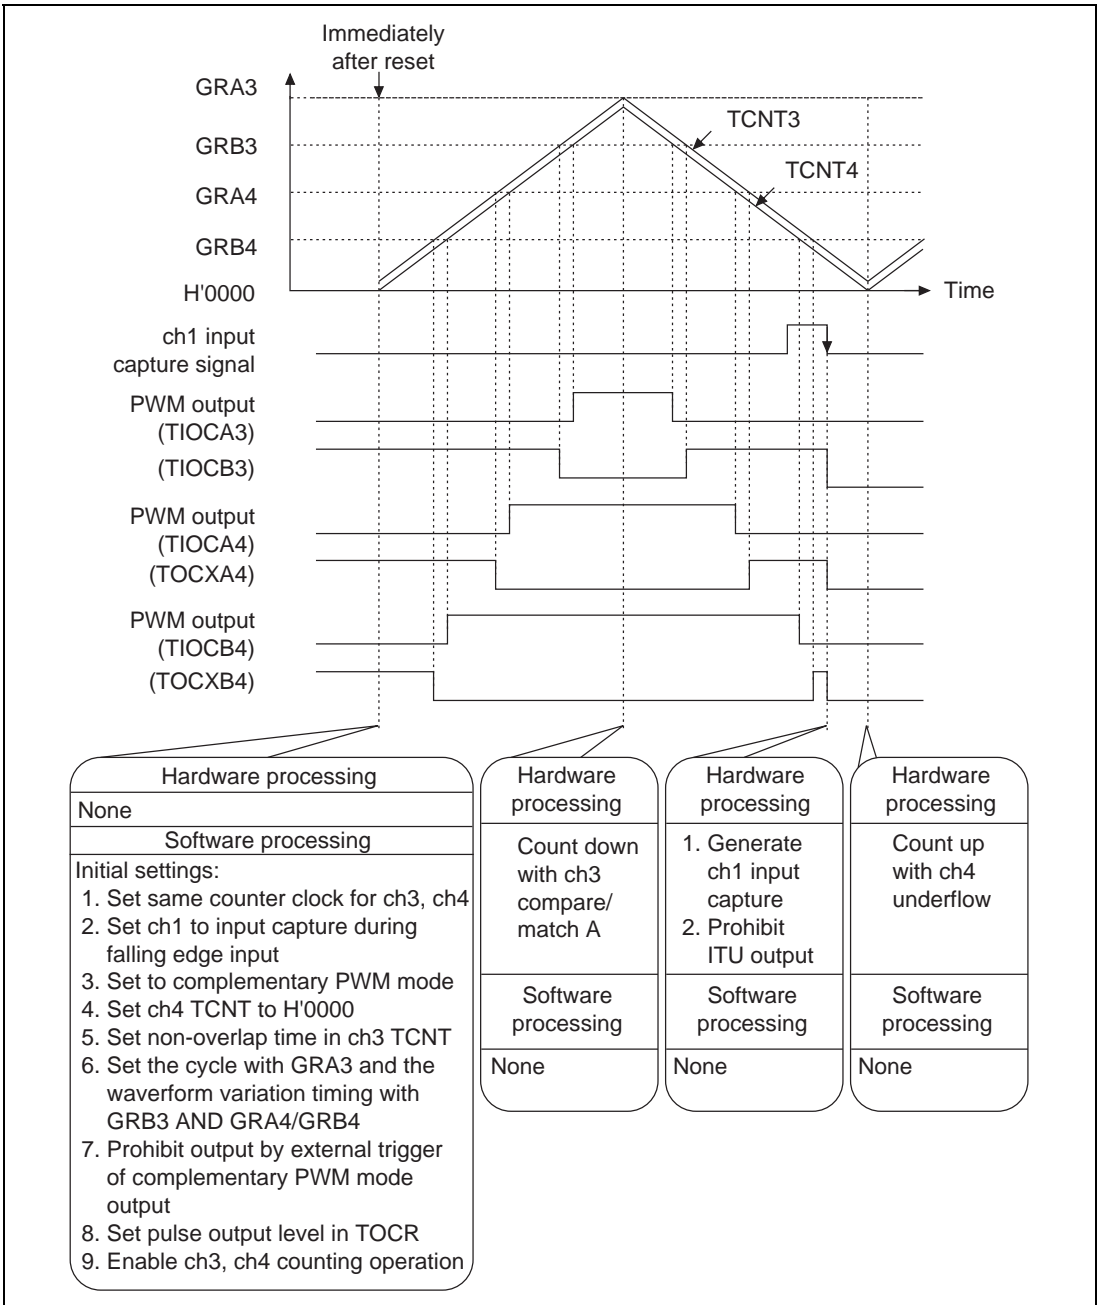 Immediately
after reset
GRA3
TCNT3
GRB3
TCNT4
GRA4
GRB4
H'0000
Time
ch1 input
capture signal
PWM output
(TIOCA3)
(TIOCB3)
PWM output
(TIOCA4)
(TOCXA4)
PWM output
(TIOCB4)
(TOCXB4)
Hardware processing
None
Software processing
Initial settings:
1. Set same counter clock for ch3, ch4
2. Set ch1 to input capture during
falling edge input
3. Set to complementary PWM mode
4. Set ch4 TCNT to H'0000
5. Set non-overlap time in ch3 TCNT
6. Set the cycle with GRA3 and the
waverform variation timing with
GRB3 AND GRA4/GRB4
7. Prohibit output by external trigger
of complementary PWM mode
output
8. Set pulse output level in TOCR
9. Enable ch3, ch4 counting operation
Hardware
processing
Count down
with ch3
compare/
match A
Software
processing
None
Hardware
processing
1. Generate
ch1 input
capture
2. Prohibit
ITU output
Software
processing
None
Hardware
processing
Count up
with ch4
underflow
Software
processing
None